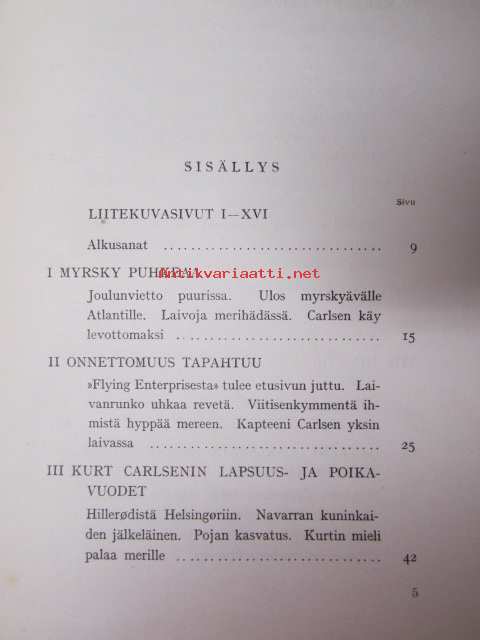 SISÄLLYS
Sivu
LIITEKUVASIVUT I—XVI
Alkusanat ................................ 9
I MYRSKY
Antikvariaatti.net
Joulunvietto puurissa. Ulos myrskyävälle
Atlantille. Laivoja merihädässä. Carlsen käy
levottomaksi .............................. 15
II ONNETTOMUUS TAPAHTUU
»Flying Enterprisesta» tulee etusivun juttu. Lai-
vanrunko uhkaa revetä. Viitisenkymmentä ih-
mistä hyppää mereen. Kapteeni Carlsen yksin
laivassa .................................. 25
III KURT CARLSENIN LAPSUUS- JA POIKA-
VUODET
Hillerødistä Helsingøriin. Navarran kuninkai-
den jälkeläinen. Pojan kasvatus. Kurtin mieli
palaa merille .............................. 42
5